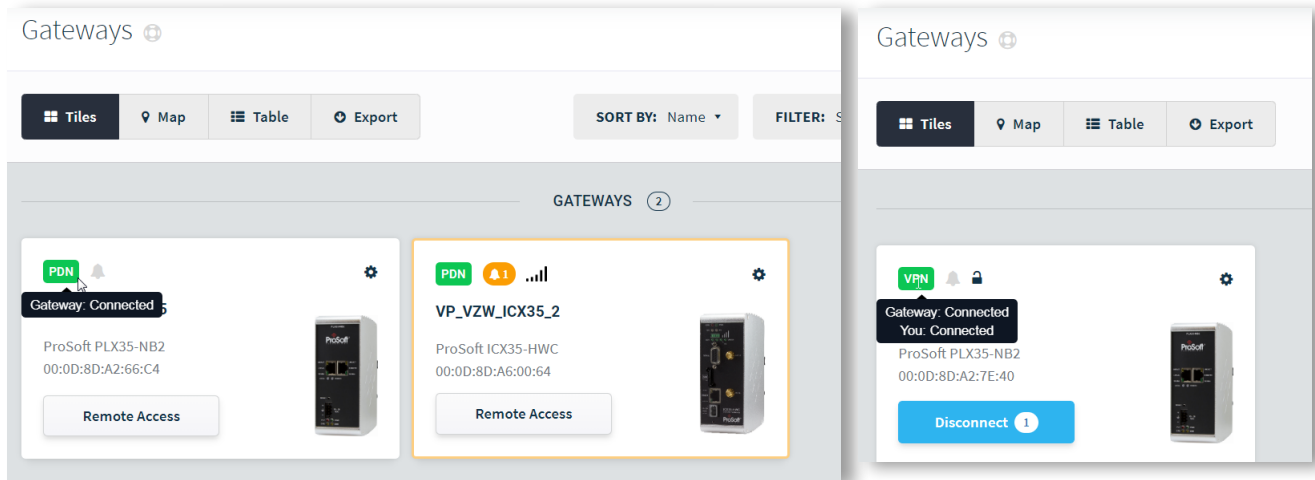 Gateways
Tiles
Map
Table
Export
SORT BY: Name
FILTER:
GATEWAYS 2
PDN
Gateway: Connected
5
ProSoft PLX35-NB2
00:0D:8D:A2:66:C4
Remote Access
ProSoft
PDN 1
VP_VZW_ICX35_2
ProSoft ICX35-HWC
00:0D:8D:A6:00:64
Remote Access
ProSoft
Gateways
Tiles
Map
Table
Export
VPN
Gateway: Connected
You: Connected
ProSoft PLX35-NB2
00:0D:8D:A2:7E:40
Disconnect 1
ProSoft